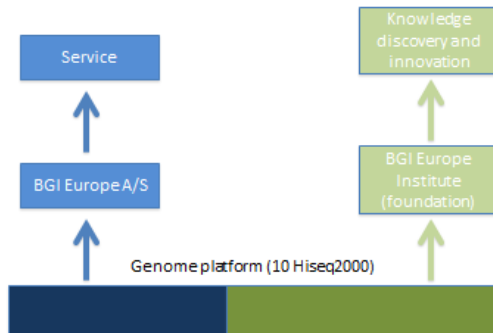 Service
Knowledge
discovery and
innovation
BGI Europe A/S
BGI Europe
Institute
(foundation)
Genome platform (10 Hiseq2000)